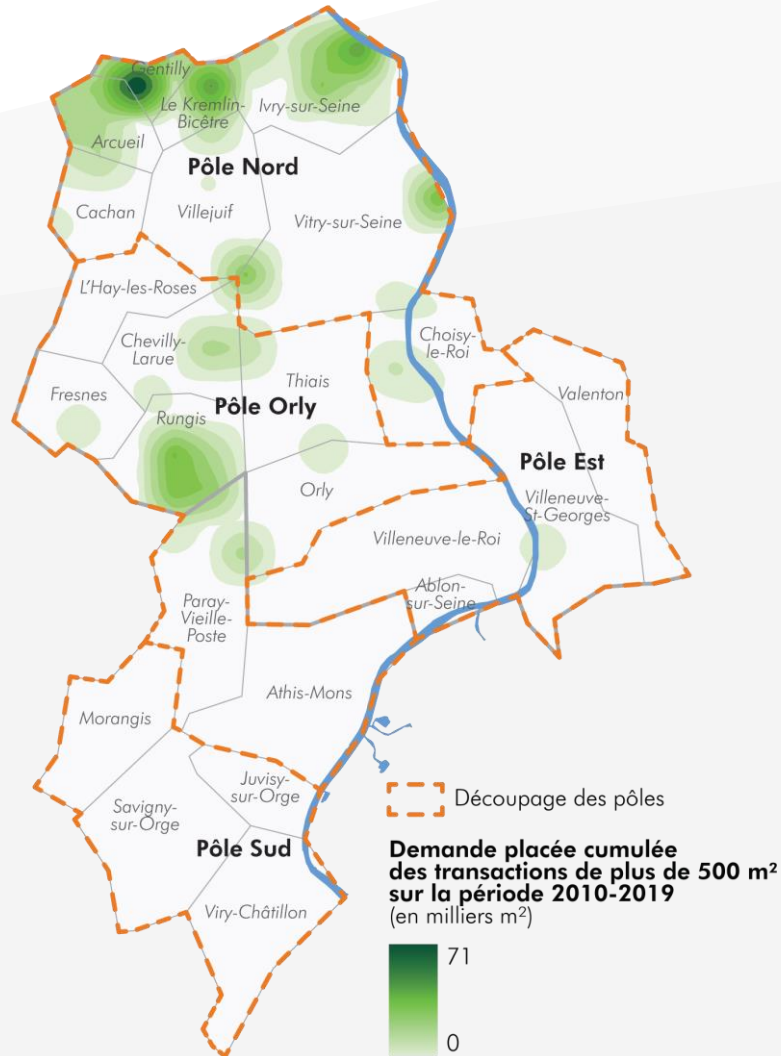 Gentilly
Le Kremlin-
Bicêtre
Ivry-sur-Seine
Arcueil
Pôle Nord
Cachan
Villejuif
Vitry-sur-Seine
L'Hay-les-Roses
Chevilly-
Larue
Choisy-
le-Roi
Fresnes
Thiais
Valenton
Rungis
Pôle Orly
Pôle Est
Orly
Villeneuve-
St-Georges
Villeneuve-le-Roi
Ablon-
sur-Seine
Paray-
Vieille-
Poste
Athis-Mons
Morangis
Juvisy-
sur-Orge
Savigny-
sur-Orge
Pôle Sud
Viry-Châtillon
Découpage des pôles
Demande placée cumulée
des transactions de plus de 500 m²
sur la période 2010-2019
(en milliers m²)
71
0